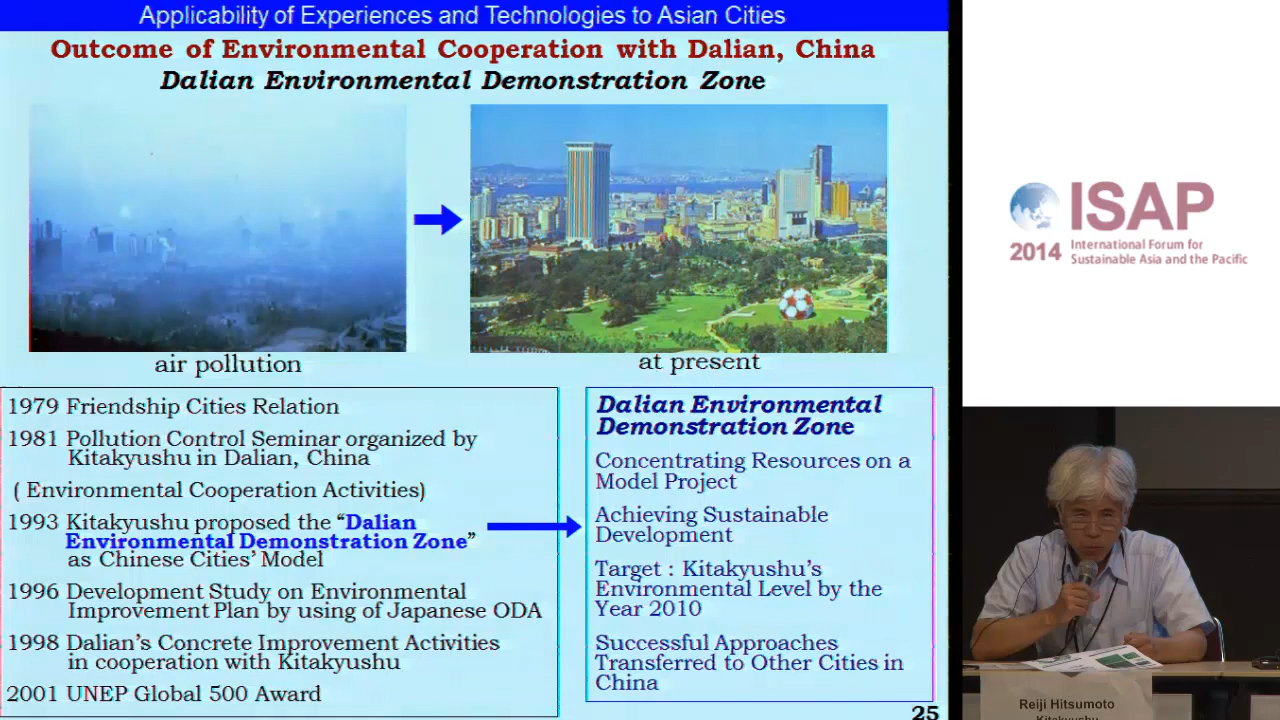 Applicability of Experiences and Technologies to Asian Cities
Outcome of Environmental Cooperation with Dalian, China
Dalian Environmental Demonstration Zone
air pollution
at present
1979 Friendship Cities Relation
1981 Pollution Control Seminar organized by
Kitakyushu in Dalian, China
( Environmental Cooperation Activities)
1993 Kitakyushu proposed the “Dalian
Environmental Demonstration Zone”
as Chinese Cities’ Model
1996 Development Study on Environmental
Improvement Plan by using of Japanese ODA
1998 Dalian’s Concrete Improvement Activities
in cooperation with Kitakyushu
2001 UNEP Global 500 Award
Dalian Environmental
Demonstration Zone
Concentrating Resources on a
Model Project
Achieving Sustainable
Development
Target : Kitakyushu’s
Environmental Level by the
Year 2010
Successful Approaches
Transferred to Other Cities in
China
25
ISAP
2014 International Forum for
Sustainable Asia and the Pacific
Reiji Hitsumoto
Kitakyushu